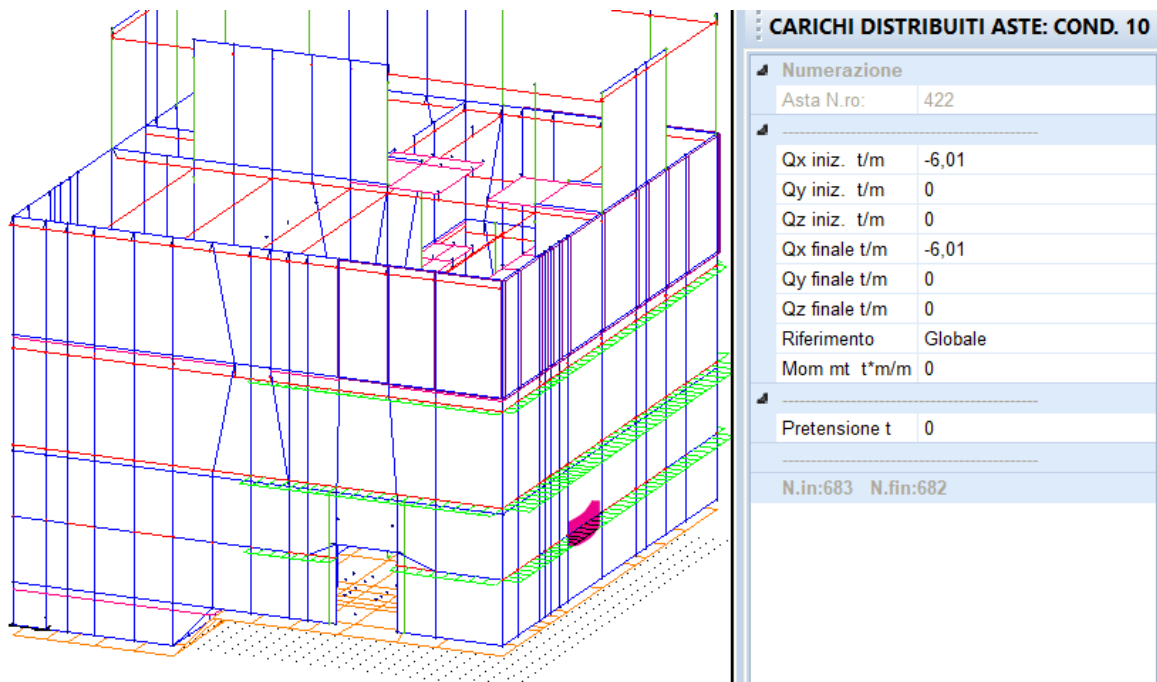 CARICHI DISTRIBUITI ASTE: COND. 10
Numerazione
Asta N.ro: 422
Qx iniz. t/m -6,01
Qy iniz. t/m 0
Qz iniz. t/m 0
Qx finale t/m -6,01
Qy finale t/m 0
Qz finale t/m 0
Riferimento Globale
Mom mt t*m/m 0
Pretensione t 0
N.in:683 N.fin:682